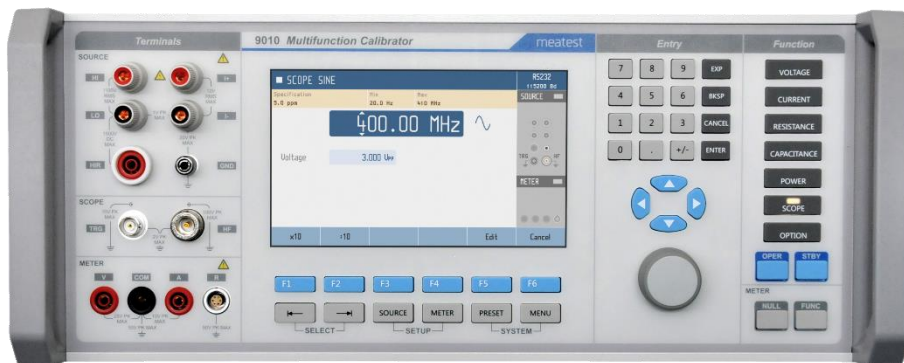 Terminals
9010 Multifunction Calibrator
meatest
Entry
Function
SOURCE
HI
I+
LO
I-
HIR
GND
SCOPE
TRG
HF
METER
V
COM
A
R
SCOPE SINE
RS232
115200 Bd
Specification
Min
Max
5.0 ppm
20.0 Hz
410 MHz
SOURCE
400.00 MHz
Voltage
3.000 Vpp
TRG
HF
METER
x10
Edit
Cancel
F1
F2
F3
F4
F5
F6
SOURCE
METER
PRESET
MENU
SELECT
SETUP
SYSTEM
7
8
9
EXP
4
5
6
BKSP
1
2
3
CANCEL
0
.
+/-
ENTER
VOLTAGE
CURRENT
RESISTANCE
CAPACITANCE
POWER
SCOPE
OPTION
OPER
STBY
METER
NULL
FUNC